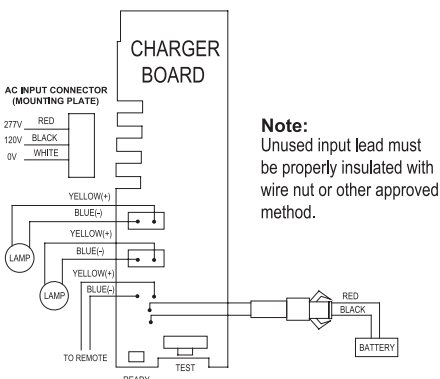 CHARGER
BOARD
AC INPUT CONNECTOR
(MOUNTING PLATE)
277V RED
120V BLACK
0V WHITE
Note:
Unused input lead must
be properly insulated with
wire nut or other approved
method.
YELLOW(+)
BLUE(-)
LAMP
YELLOW(+)
BLUE(-)
LAMP
YELLOW(+)
BLUE(-)
TO REMOTE
RED
BLACK
BATTERY
TEST
READY